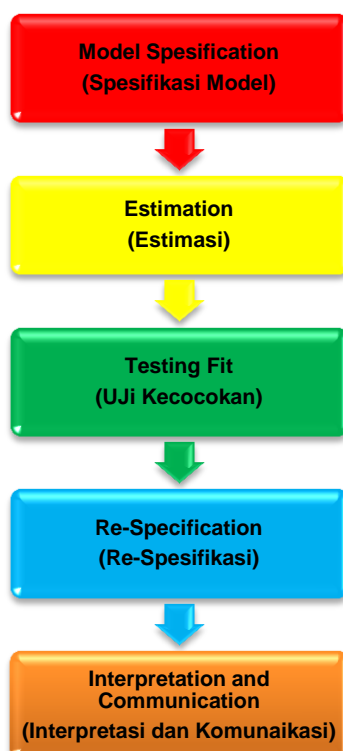 Model Spesification
(Spesifikasi Model)
Estimation
(Estimasi)
Testing Fit
(UJi Kecocokan)
Re-Specification
(Re-Spesifikasi)
Interpretation and
Communication
(Interpretasi dan Komunaikasi)